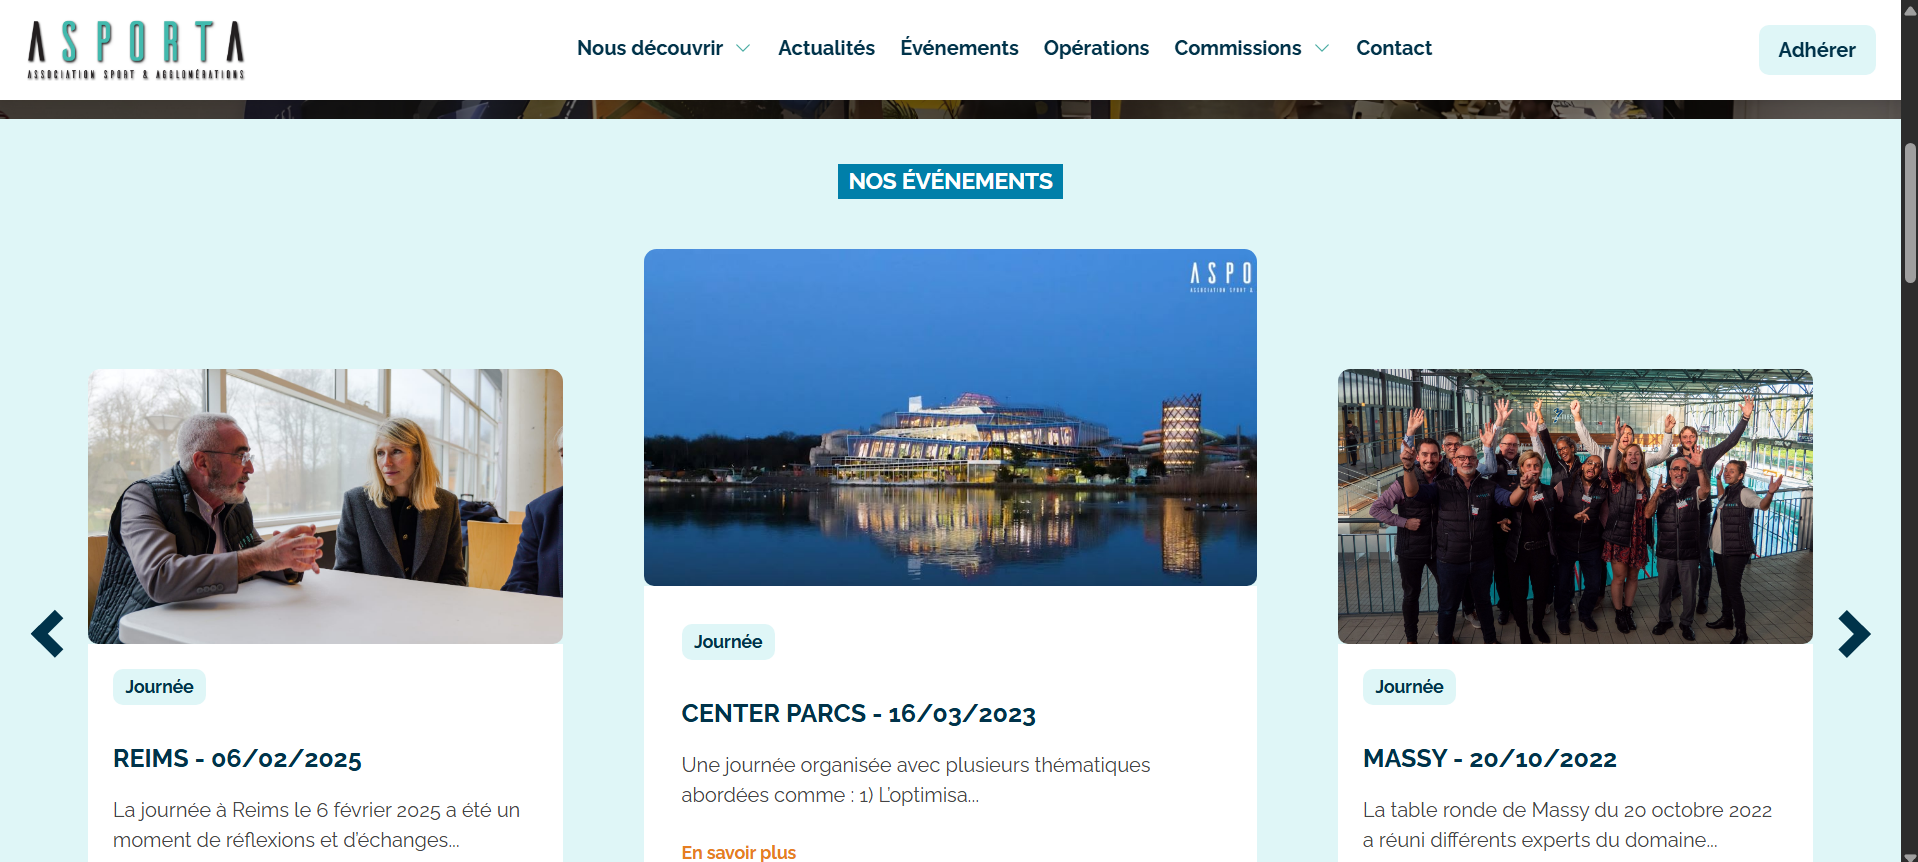 ASPORTA
ASSOCIATION SPORT & AGGLOMÉRATIONS
Nous découvrir
Actualités
Événements
Opérations
Commissions
Contact
Adhérer
NOS ÉVÉNEMENTS
ASPO
ASSOCIATION SPORT &
Journée
REIMS - 06/02/2025
La journée à Reims le 6 février 2025 a été un
moment de réflexions et d'échanges...
Journée
CENTER PARCS - 16/03/2023
Une journée organisée avec plusieurs thématiques
abordées comme : 1) L'optimisa...
En savoir plus
Journée
MASSY - 20/10/2022
La table ronde de Massy du 20 octobre 2022
a réuni différents experts du domaine...